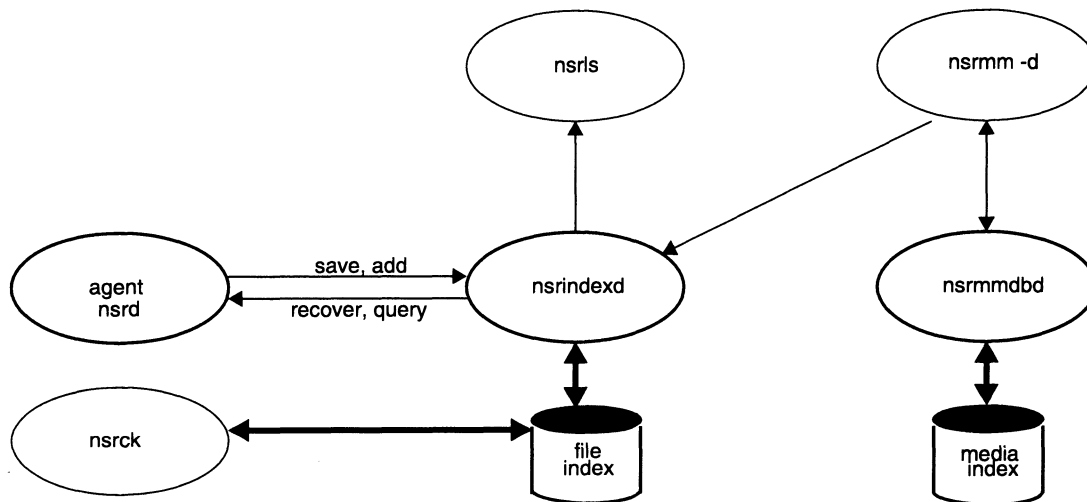 nsrls
nsrmm -d
agent
nsrd
save, add
recover, query
nsrindexd
nsrmmdbd
nsrck
file
index
media
index